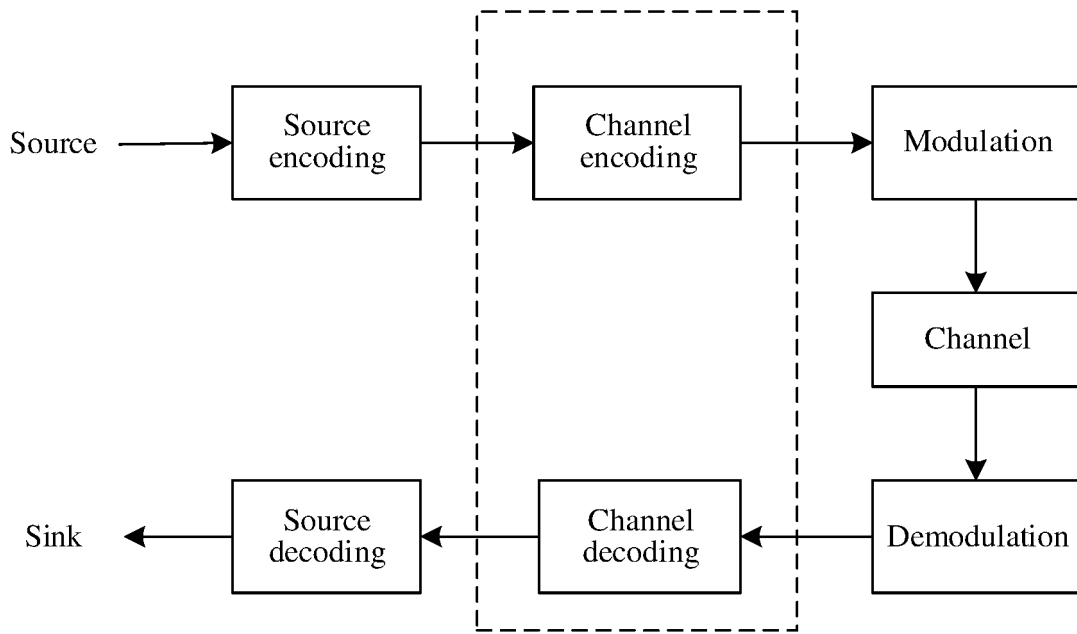 Source
Source
encoding
Channel
encoding
Modulation
Channel
Sink
Source
decoding
Channel
decoding
Demodulation